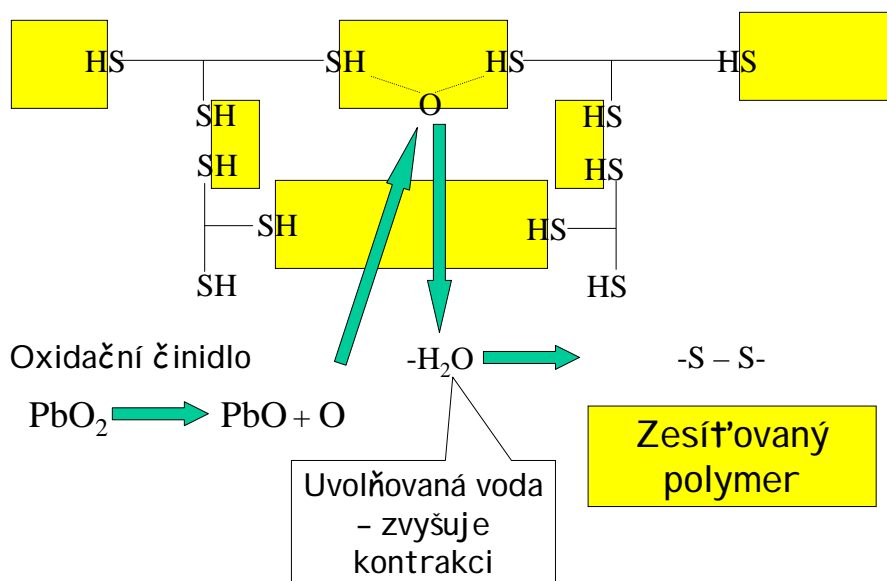 HS SH HS HS
O
SH HS
SH HS
SH HS
SH HS
Oxidační činidlo
-H₂O -S – S-
PbO₂ PbO + O
Zesíťovaný
polymer
Uvolňovaná voda
– zvyšuje
kontrakci